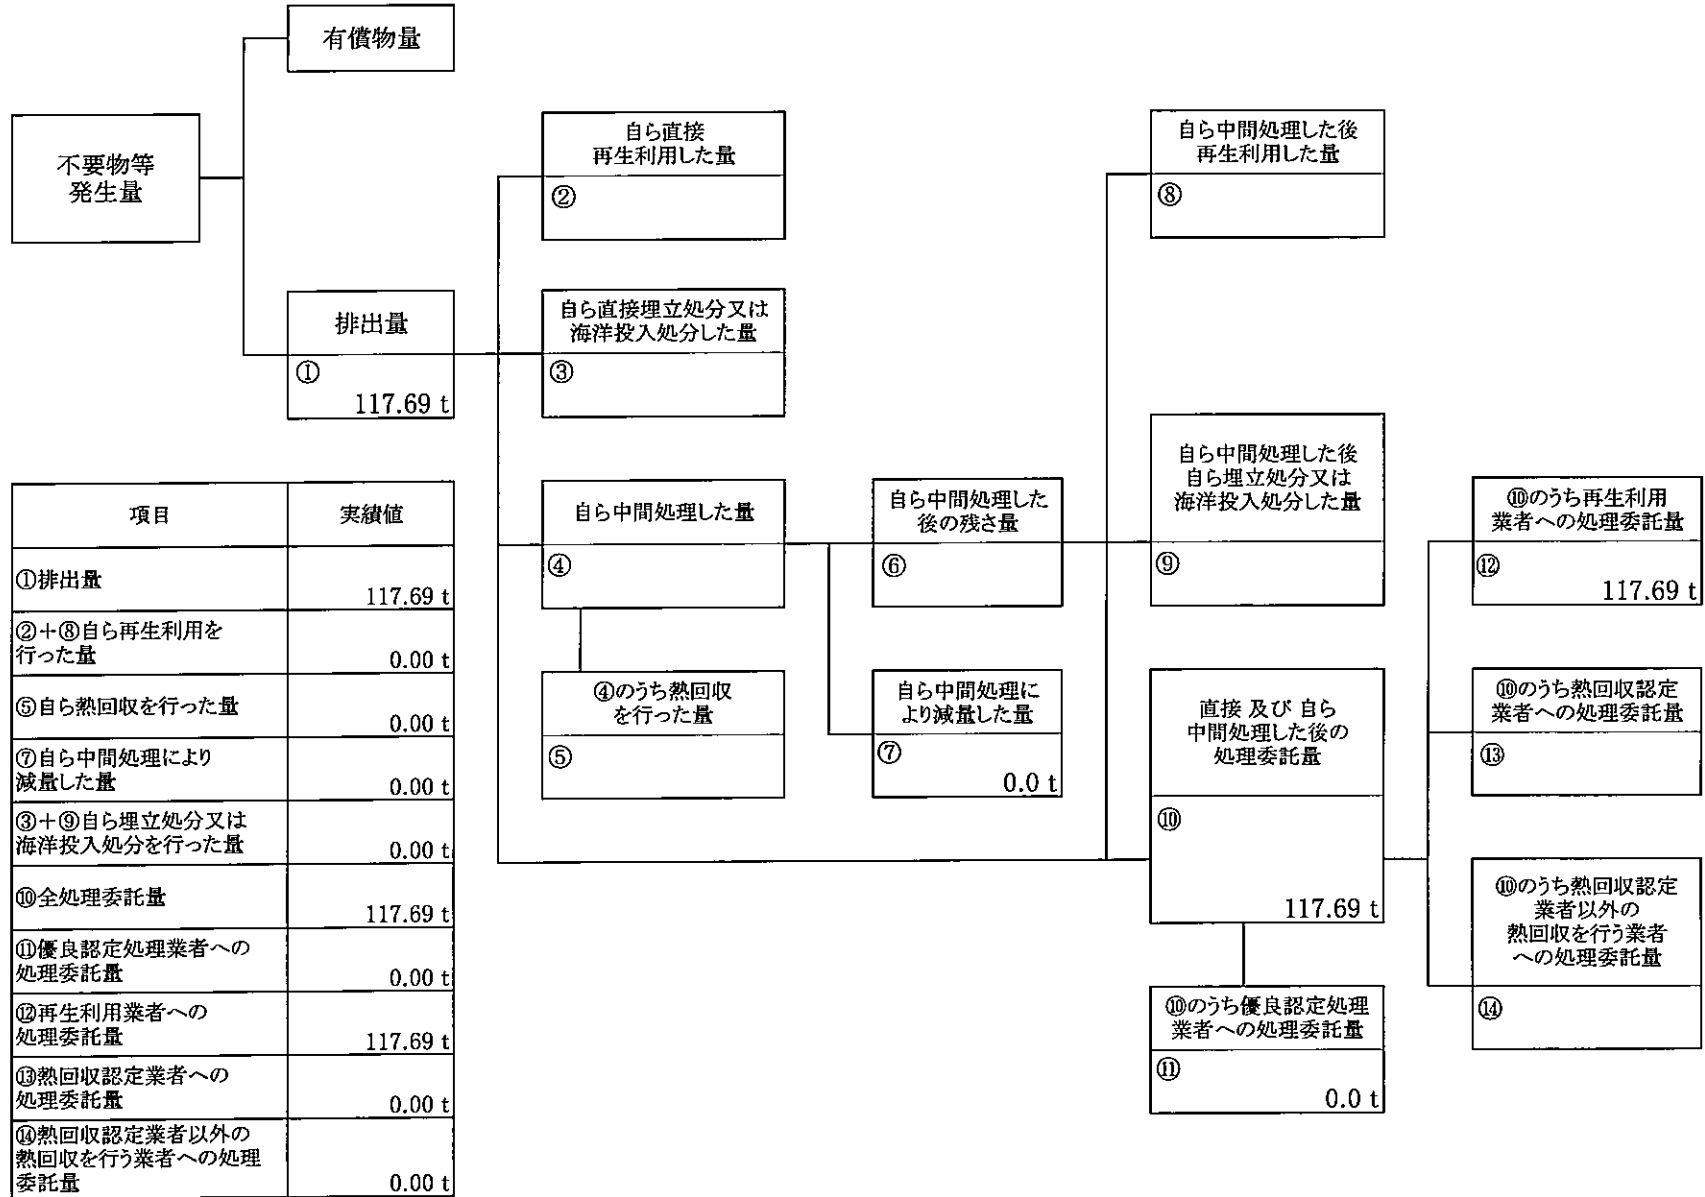 有償物量
不要物等
発生量
排出量
①
117.69 t
自ら直接
再生利用した量
②
自ら直接埋立処分又は
海洋投入処分した量
③
自ら中間処理した量
④
④のうち熱回収
を行った量
⑤
自ら中間処理した
後の残さ量
⑥
自ら中間処理に
より減量した量
⑦
0.0 t
自ら中間処理した後
再生利用した量
⑧
自ら中間処理した後
自ら埋立処分又は
海洋投入処分した量
⑨
直接 及び 自ら
中間処理した後の
処理委託量
⑩
117.69 t
⑩のうち優良認定処理
業者への処理委託量
⑪
0.0 t
⑩のうち再生利用
業者への処理委託量
⑫
117.69 t
⑩のうち熱回収認定
業者への処理委託量
⑬
⑩のうち熱回収認定
業者以外の
熱回収を行う業者
への処理委託量
⑭
項目 実績値
①排出量
117.69 t
②+⑧自ら再生利用を
行った量
0.00 t
⑤自ら熱回収を行った量
0.00 t
⑦自ら中間処理により
減量した量
0.00 t
③+⑨自ら埋立処分又は
海洋投入処分を行った量
0.00 t
⑩全処理委託量
117.69 t
⑪優良認定処理業者への
処理委託量
0.00 t
⑫再生利用業者への
処理委託量
117.69 t
⑬熱回収認定業者への
処理委託量
0.00 t
⑭熱回収認定業者以外の
熱回収を行う業者への処理
委託量
0.00 t